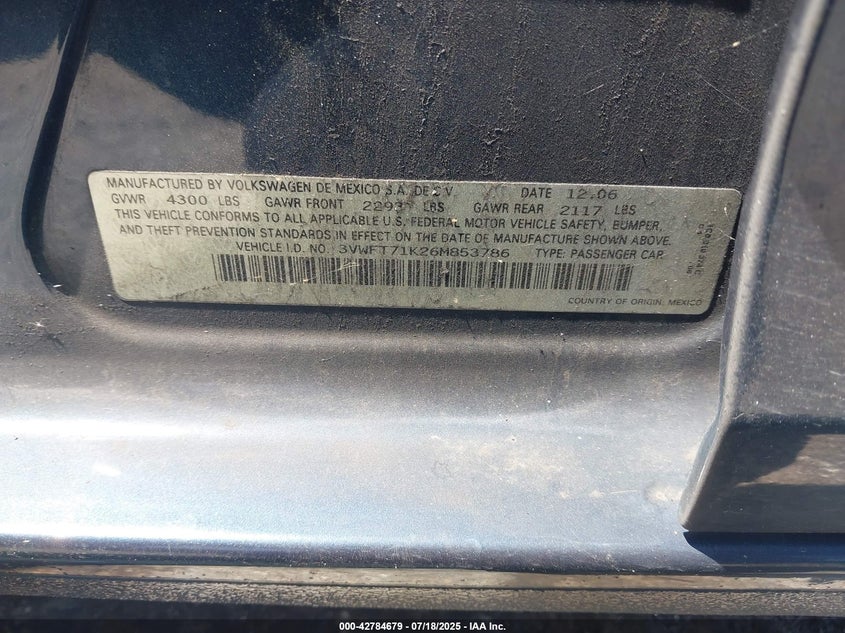 MANUFACTURED BY VOLKSWAGEN DE MEXICO S.A. DE C.V. DATE 12.06
GVWR 4300 LBS GAWR FRONT 2293 LBS GAWR REAR 2117 LBS
THIS VEHICLE CONFORMS TO ALL APPLICABLE U.S. FEDERAL MOTOR VEHICLE SAFETY, BUMPER,
AND THEFT PREVENTION STANDARDS IN EFFECT ON THE DATE OF MANUFACTURE SHOWN ABOVE.
VEHICLE I.D. NO. 3VWFT71K26M853786 TYPE: PASSENGER CAR
COUNTRY OF ORIGIN: MEXICO
000-42784679 - 07/18/2025 - IAA Inc.